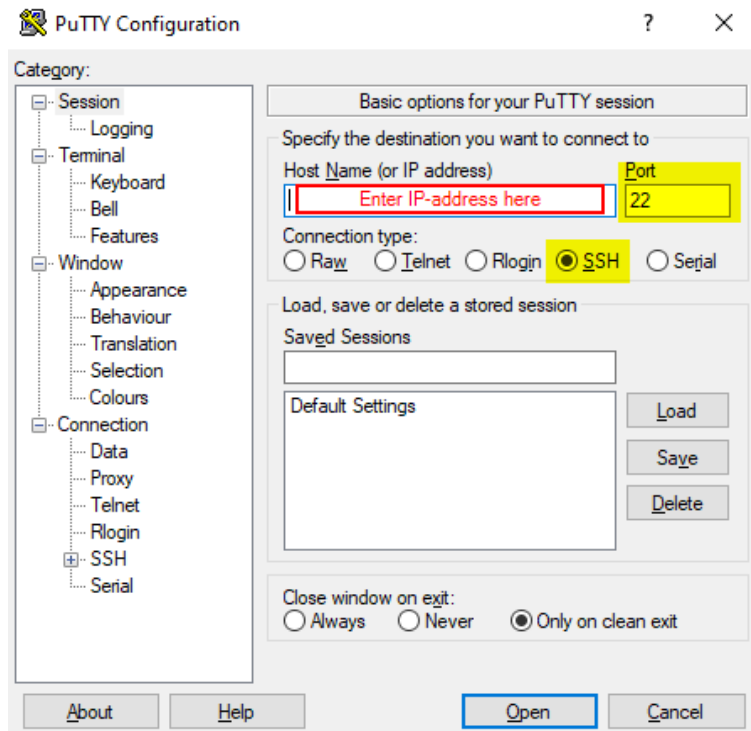 PuTTY Configuration
?
Category:
Session
Logging
Terminal
Keyboard
Bell
Features
Window
Appearance
Behaviour
Translation
Selection
Colours
Connection
Data
Proxy
Telnet
Rlogin
SSH
Serial
Basic options for your PuTTY session
Specify the destination you want to connect to
Host Name (or IP address) Port
Enter IP-address here 22
Connection type:
Raw Telnet Rlogin SSH Serial
Load, save or delete a stored session
Saved Sessions
Default Settings
Load
Save
Delete
Close window on exit:
Always Never Only on clean exit
About Help Open Cancel